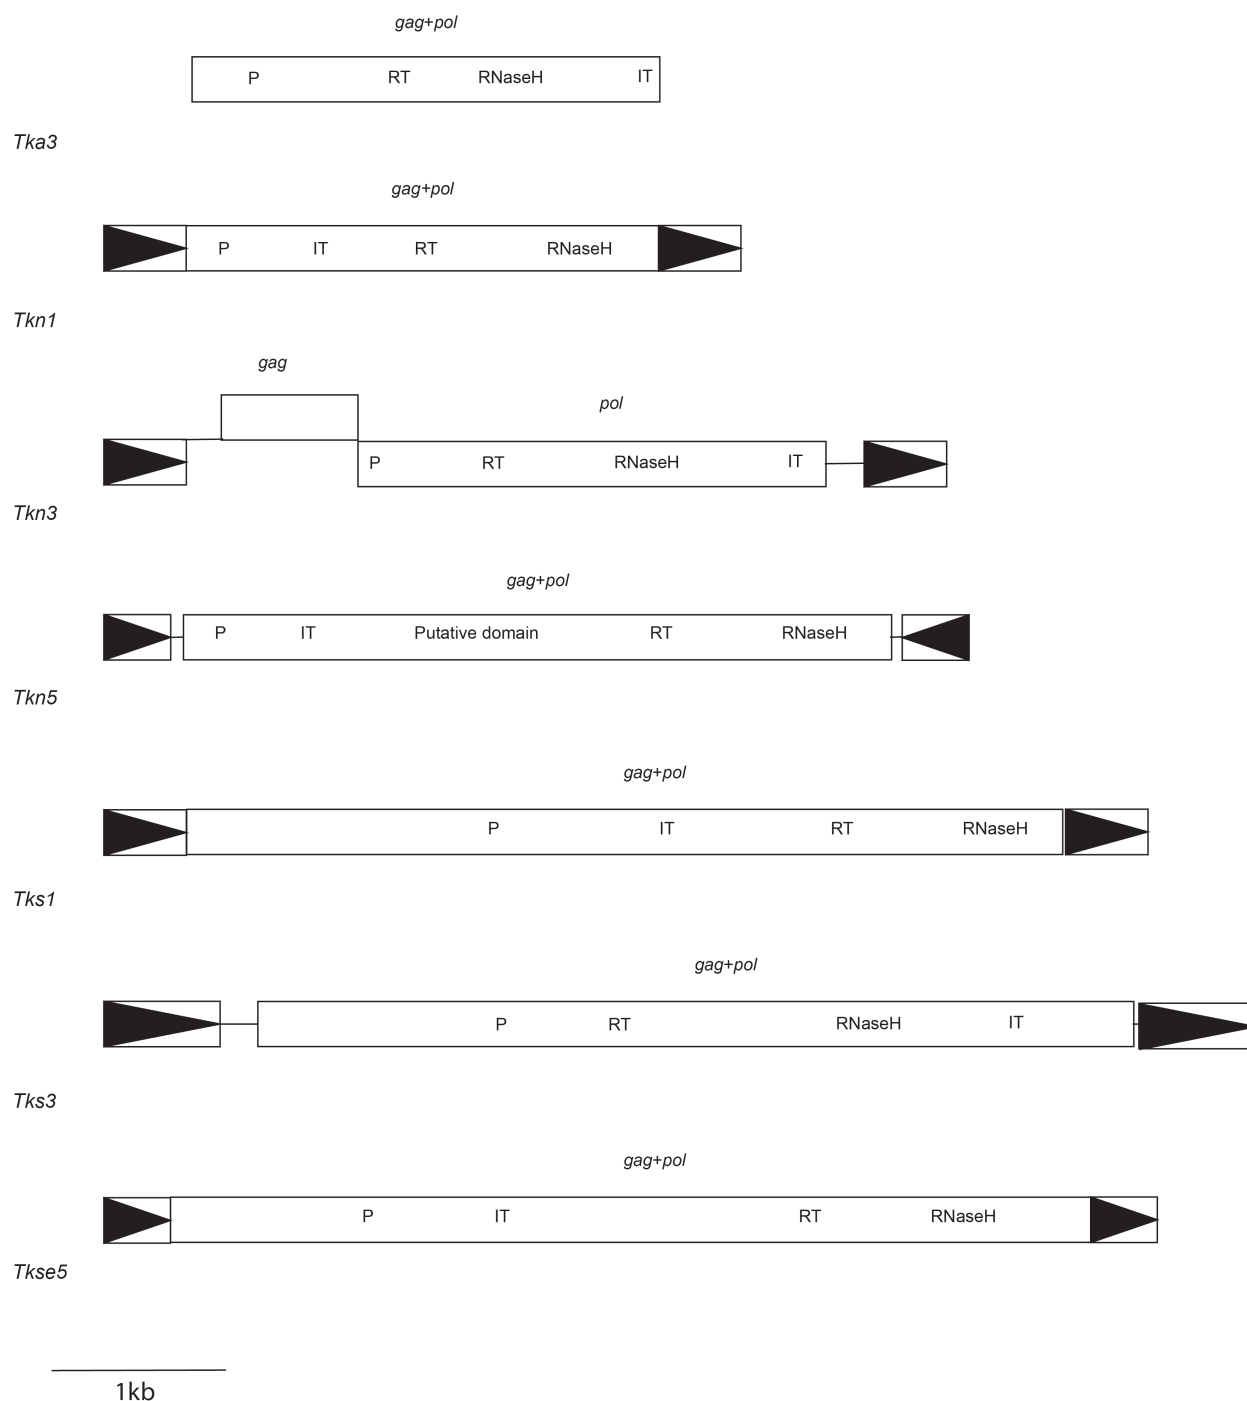 gag+pol
P RT RNaseH IT
Tka3
gag+pol
P IT RT RNaseH
Tkn1
gag
pol
P RT RNaseH IT
Tkn3
gag+pol
P IT Putative domain RT RNaseH
Tkn5
gag+pol
P IT RT RNaseH
Tks1
gag+pol
P RT RNaseH IT
Tks3
gag+pol
P IT RT RNaseH
Tkse5
1kb